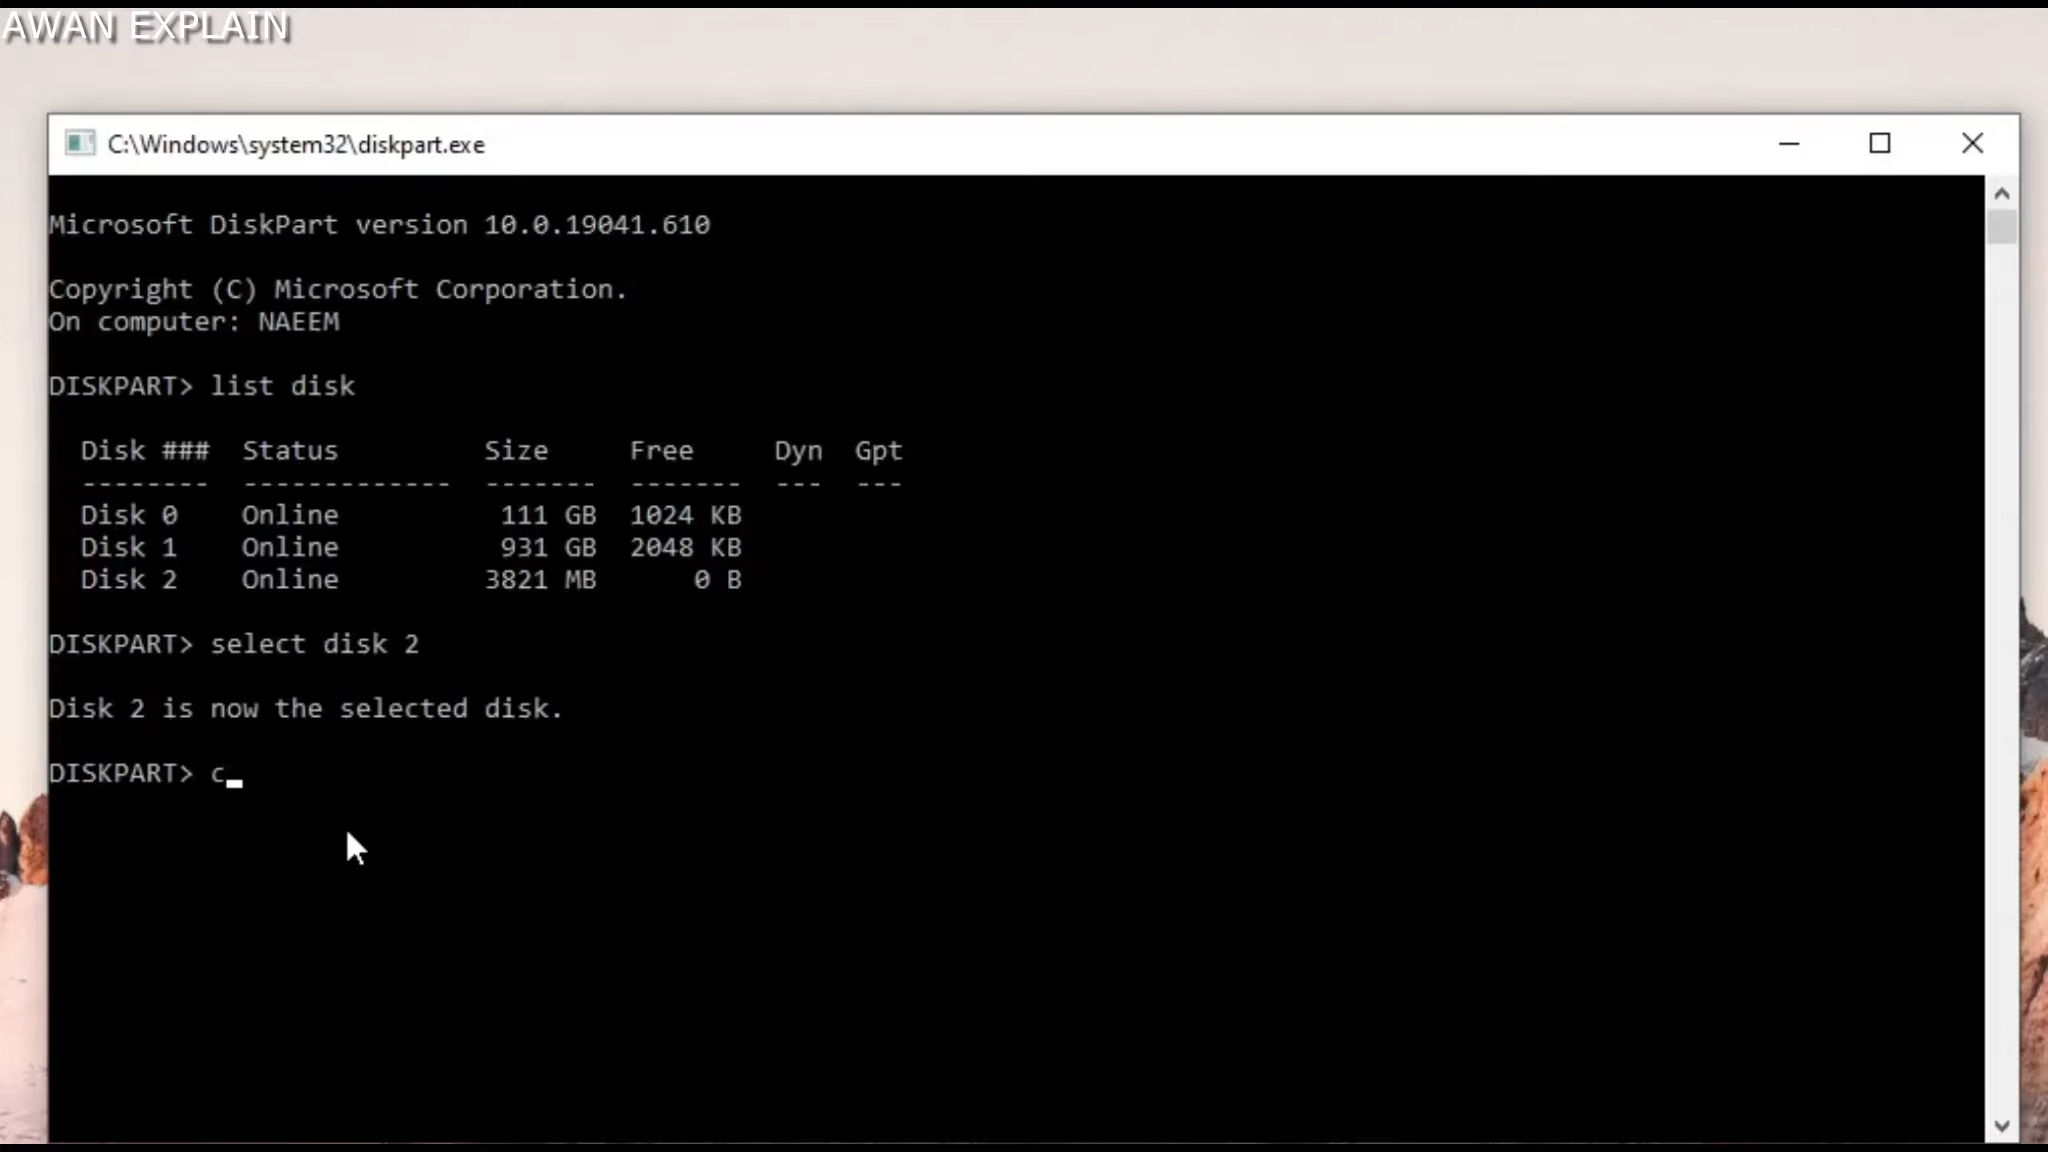 AWAN EXPLAIN
C:\Windows\system32\diskpart.exe
Microsoft DiskPart version 10.0.19041.610
Copyright (C) Microsoft Corporation.
On computer: NAEEM
DISKPART> list disk
Disk ###  Status         Size     Free     Dyn  Gpt
--------  -------------  -------  -------  ---  ---
Disk 0    Online          111 GB  1024 KB
Disk 1    Online          931 GB  2048 KB
Disk 2    Online         3821 MB      0 B
DISKPART> select disk 2
Disk 2 is now the selected disk.
DISKPART> c